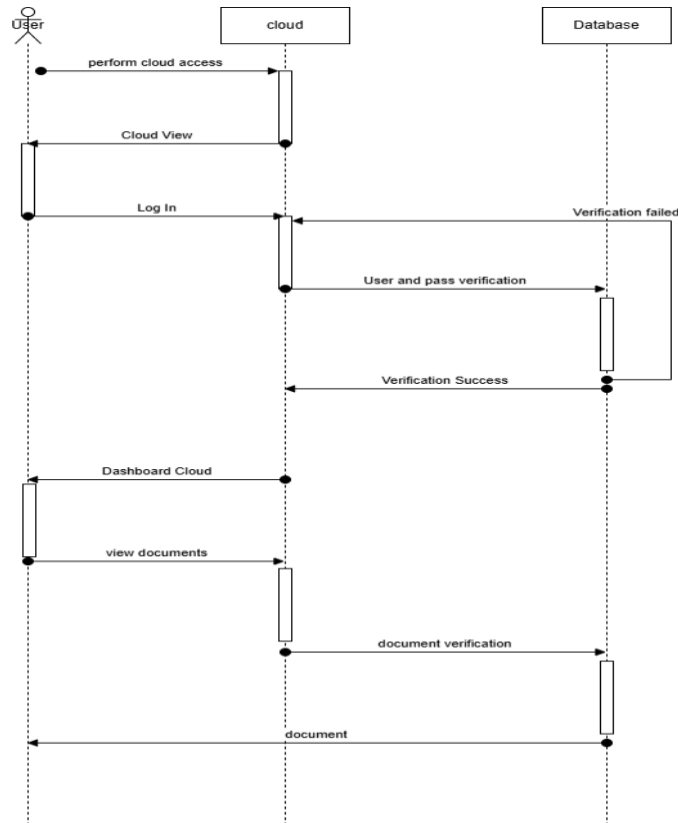 User
cloud
Database
perform cloud access
Cloud View
Log In
Verification failed
User and pass verification
Verification Success
Dashboard Cloud
view documents
document verification
document